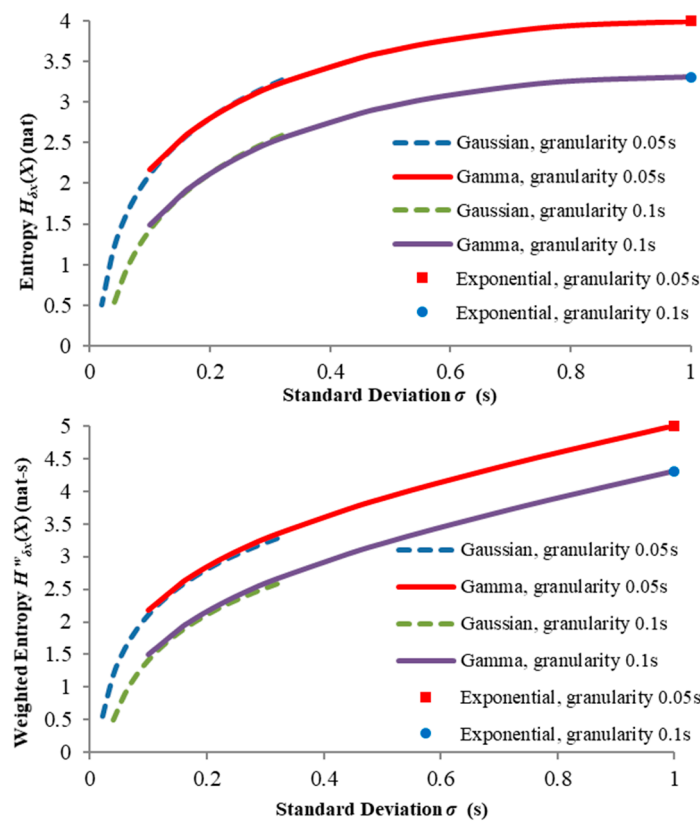 4
3.5
3
2.5
2
1.5
1
0.5
0
Entropy H_δx(X) (nat)
Gaussian, granularity 0.05s
Gamma, granularity 0.05s
Gaussian, granularity 0.1s
Gamma, granularity 0.1s
Exponential, granularity 0.05s
Exponential, granularity 0.1s
0 0.2 0.4 0.6 0.8 1
Standard Deviation σ (s)
5
4.5
4
3.5
3
2.5
2
1.5
1
0.5
0
Weighted Entropy H^w_δx(X) (nat-s)
Gaussian, granularity 0.05s
Gamma, granularity 0.05s
Gaussian, granularity 0.1s
Gamma, granularity 0.1s
Exponential, granularity 0.05s
Exponential, granularity 0.1s
0 0.2 0.4 0.6 0.8 1
Standard Deviation σ (s)